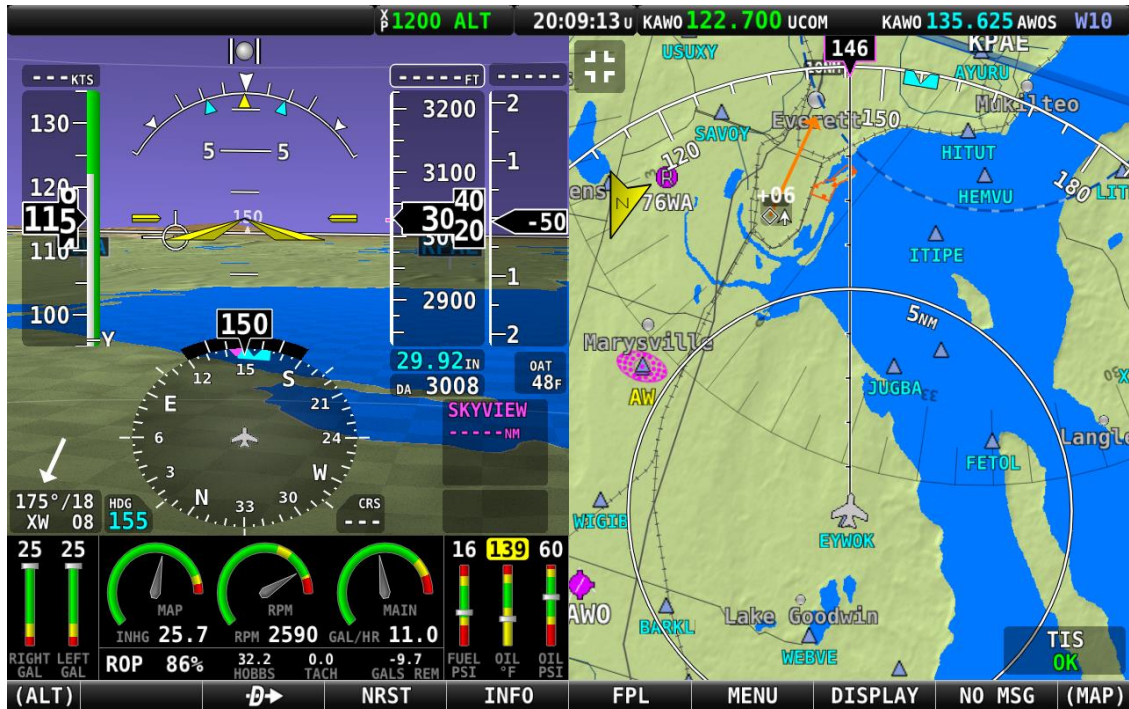 XP 1200 ALT
20:09:13 U
KAWO 122.700 UCOM
KAWO 135.625 AWOS
W10
---KTS
-----FT
-----
130
120
115
110
100
Y
5 5
150
3200
3100
30
40
20
2900
2
1
-50
1
2
150
12
15
S
E
21
6
24
3
W
N
33
30
29.92IN
DA 3008
OAT
48F
SKYVIEW
-----NM
175°/18
XW 08
HDG
155
CRS
---
25 25
RIGHT GAL
LEFT GAL
MAP
INHG 25.7
RPM
RPM 2590
MAIN
GAL/HR 11.0
ROP 86%
32.2
HOBBS
0.0
TACH
-9.7
GALS REM
16 139 60
FUEL PSI
OIL °F
OIL PSI
146
10NM
USUXY
KPAE
AYURU
Mukilteo
Everett
150
SAVOY
120
HITUT
HEMVU
180
LIT
ens
R
N
76WA
+06
ITIPE
5NM
Marysville
AW
JUGBA
33
30
X
Langl
FETOL
WIGIB
EYWOK
AWO
BARKL
Lake Goodwin
WEBVE
TIS
OK
(ALT)
D
NRST
INFO
FPL
MENU
DISPLAY
NO MSG
(MAP)